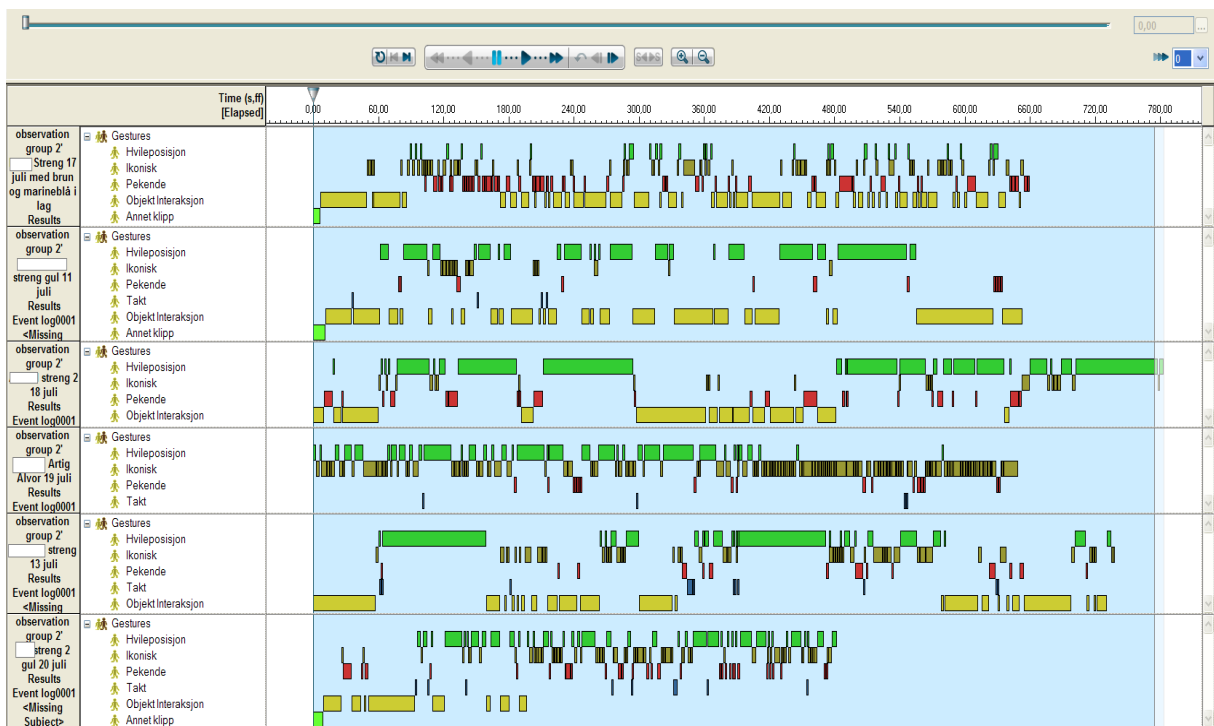 0,00
...
0
Time (s,ff)
[Elapsed]
0,00 60,00 120,00 180,00 240,00 300,00 360,00 420,00 480,00 540,00 600,00 660,00 720,00 780,00
observation
group 2'
Streng 17
juli med brun
og marineblå i
lag
Results
Gestures
Hvileposisjon
Ikonisk
Pekende
Objekt Interaksjon
Annet klipp
observation
group 2'
streng gul 11
juli
Results
Event log0001
<Missing
Gestures
Hvileposisjon
Ikonisk
Pekende
Takt
Objekt Interaksjon
Annet klipp
observation
group 2'
streng 2
18 juli
Results
Event log0001
Gestures
Hvileposisjon
Ikonisk
Pekende
Objekt Interaksjon
observation
group 2'
Artig
Alvor 19 juli
Results
Event log0001
Gestures
Hvileposisjon
Ikonisk
Pekende
Takt
observation
group 2'
streng
13 juli
Results
Event log0001
<Missing
Gestures
Hvileposisjon
Ikonisk
Pekende
Takt
Objekt Interaksjon
observation
group 2'
streng 2
gul 20 juli
Results
Event log0001
<Missing
Subject>
Gestures
Hvileposisjon
Ikonisk
Pekende
Takt
Objekt Interaksjon
Annet klipp